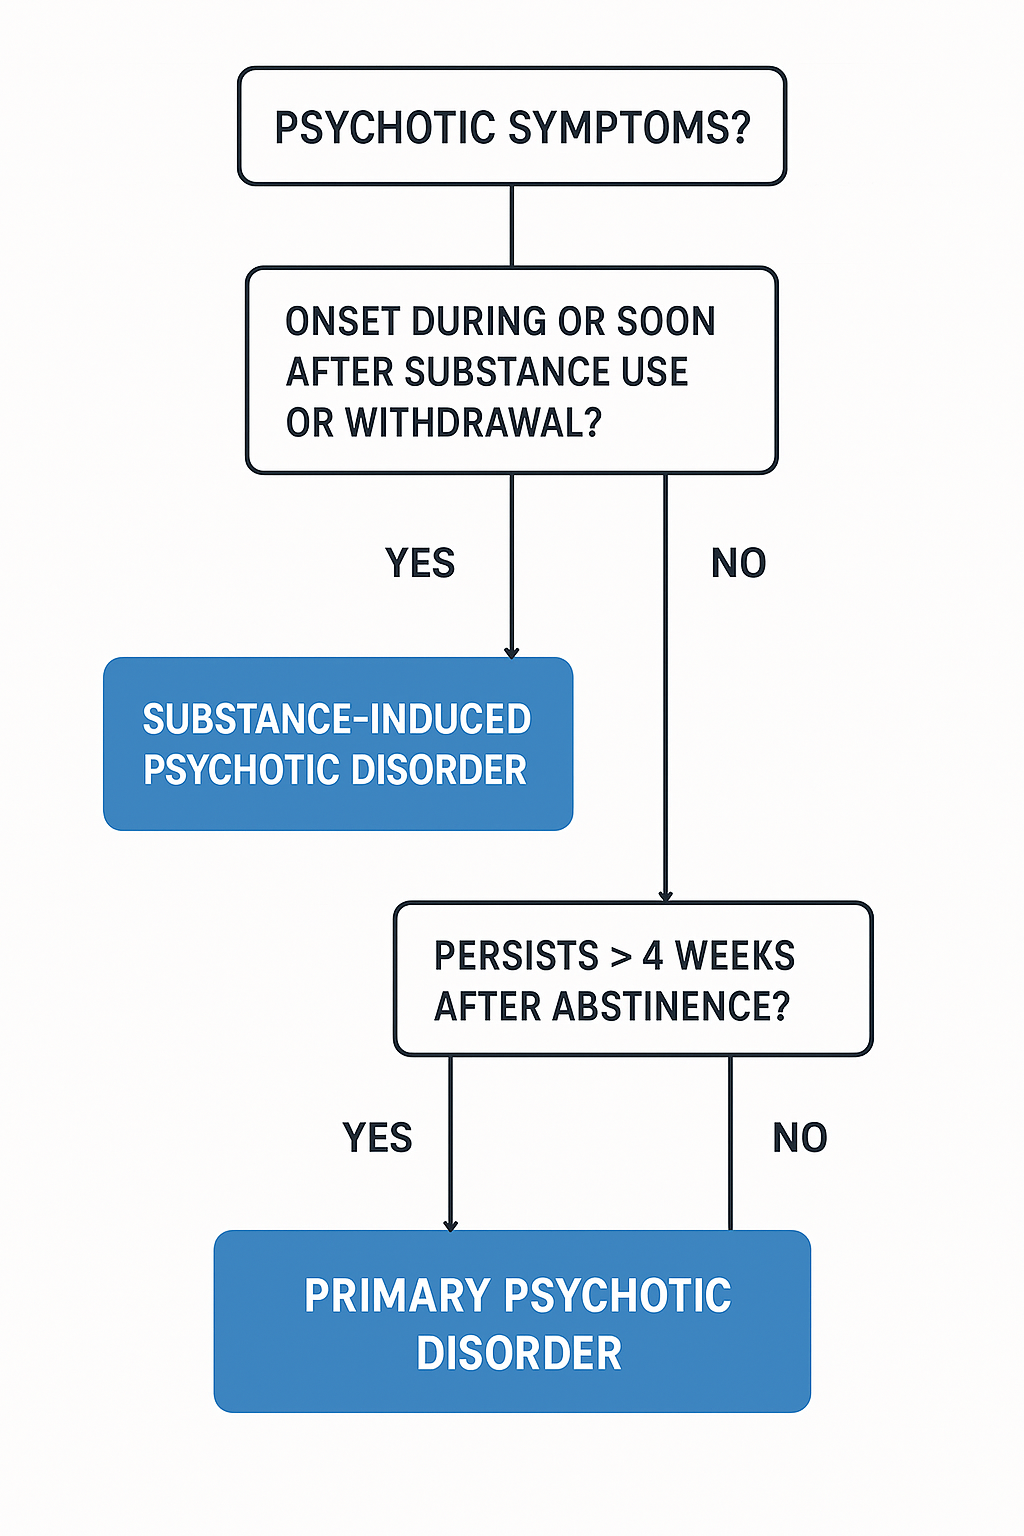 PSYCHOTIC SYMPTOMS?
ONSET DURING OR SOON
AFTER SUBSTANCE USE
OR WITHDRAWAL?
YES
NO
SUBSTANCE-INDUCED
PSYCHOTIC DISORDER
PERSISTS > 4 WEEKS
AFTER ABSTINENCE?
YES
NO
PRIMARY PSYCHOTIC
DISORDER